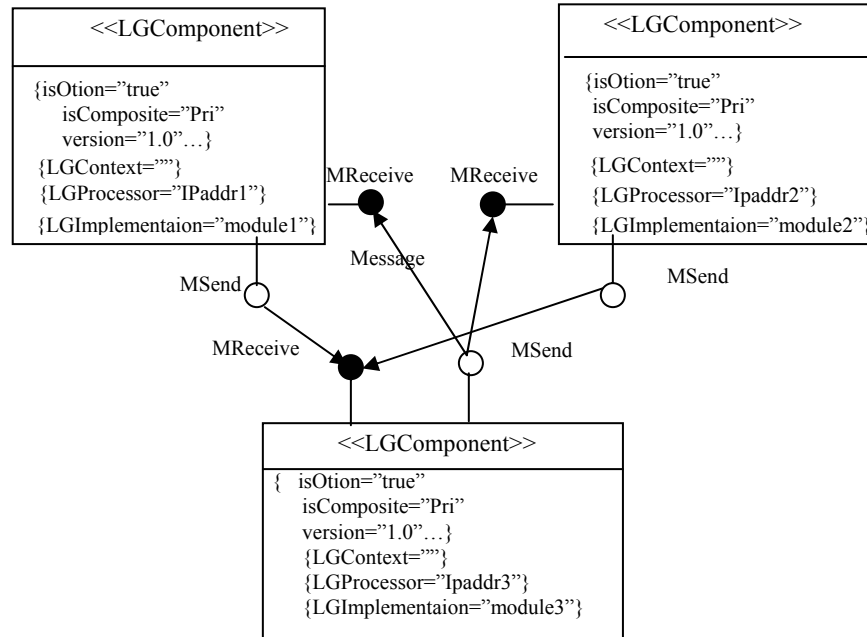 <<LGComponent>>
{isOtion=”true”
isComposite=”Pri”
version=”1.0”…}
{LGContext=””}
{LGProcessor=”IPaddr1”}
{LGImplementaion=”module1”}
<<LGComponent>>
{isOtion=”true”
isComposite=”Pri”
version=”1.0”…}
{LGContext=””}
{LGProcessor=”Ipaddr2”}
{LGImplementaion=”module2”}
MReceive
MReceive
Message
MSend
MSend
MReceive
MSend
<<LGComponent>>
{ isOtion=”true”
isComposite=”Pri”
version=”1.0”…}
{LGContext=””}
{LGProcessor=”Ipaddr3”}
{LGImplementaion=”module3”}